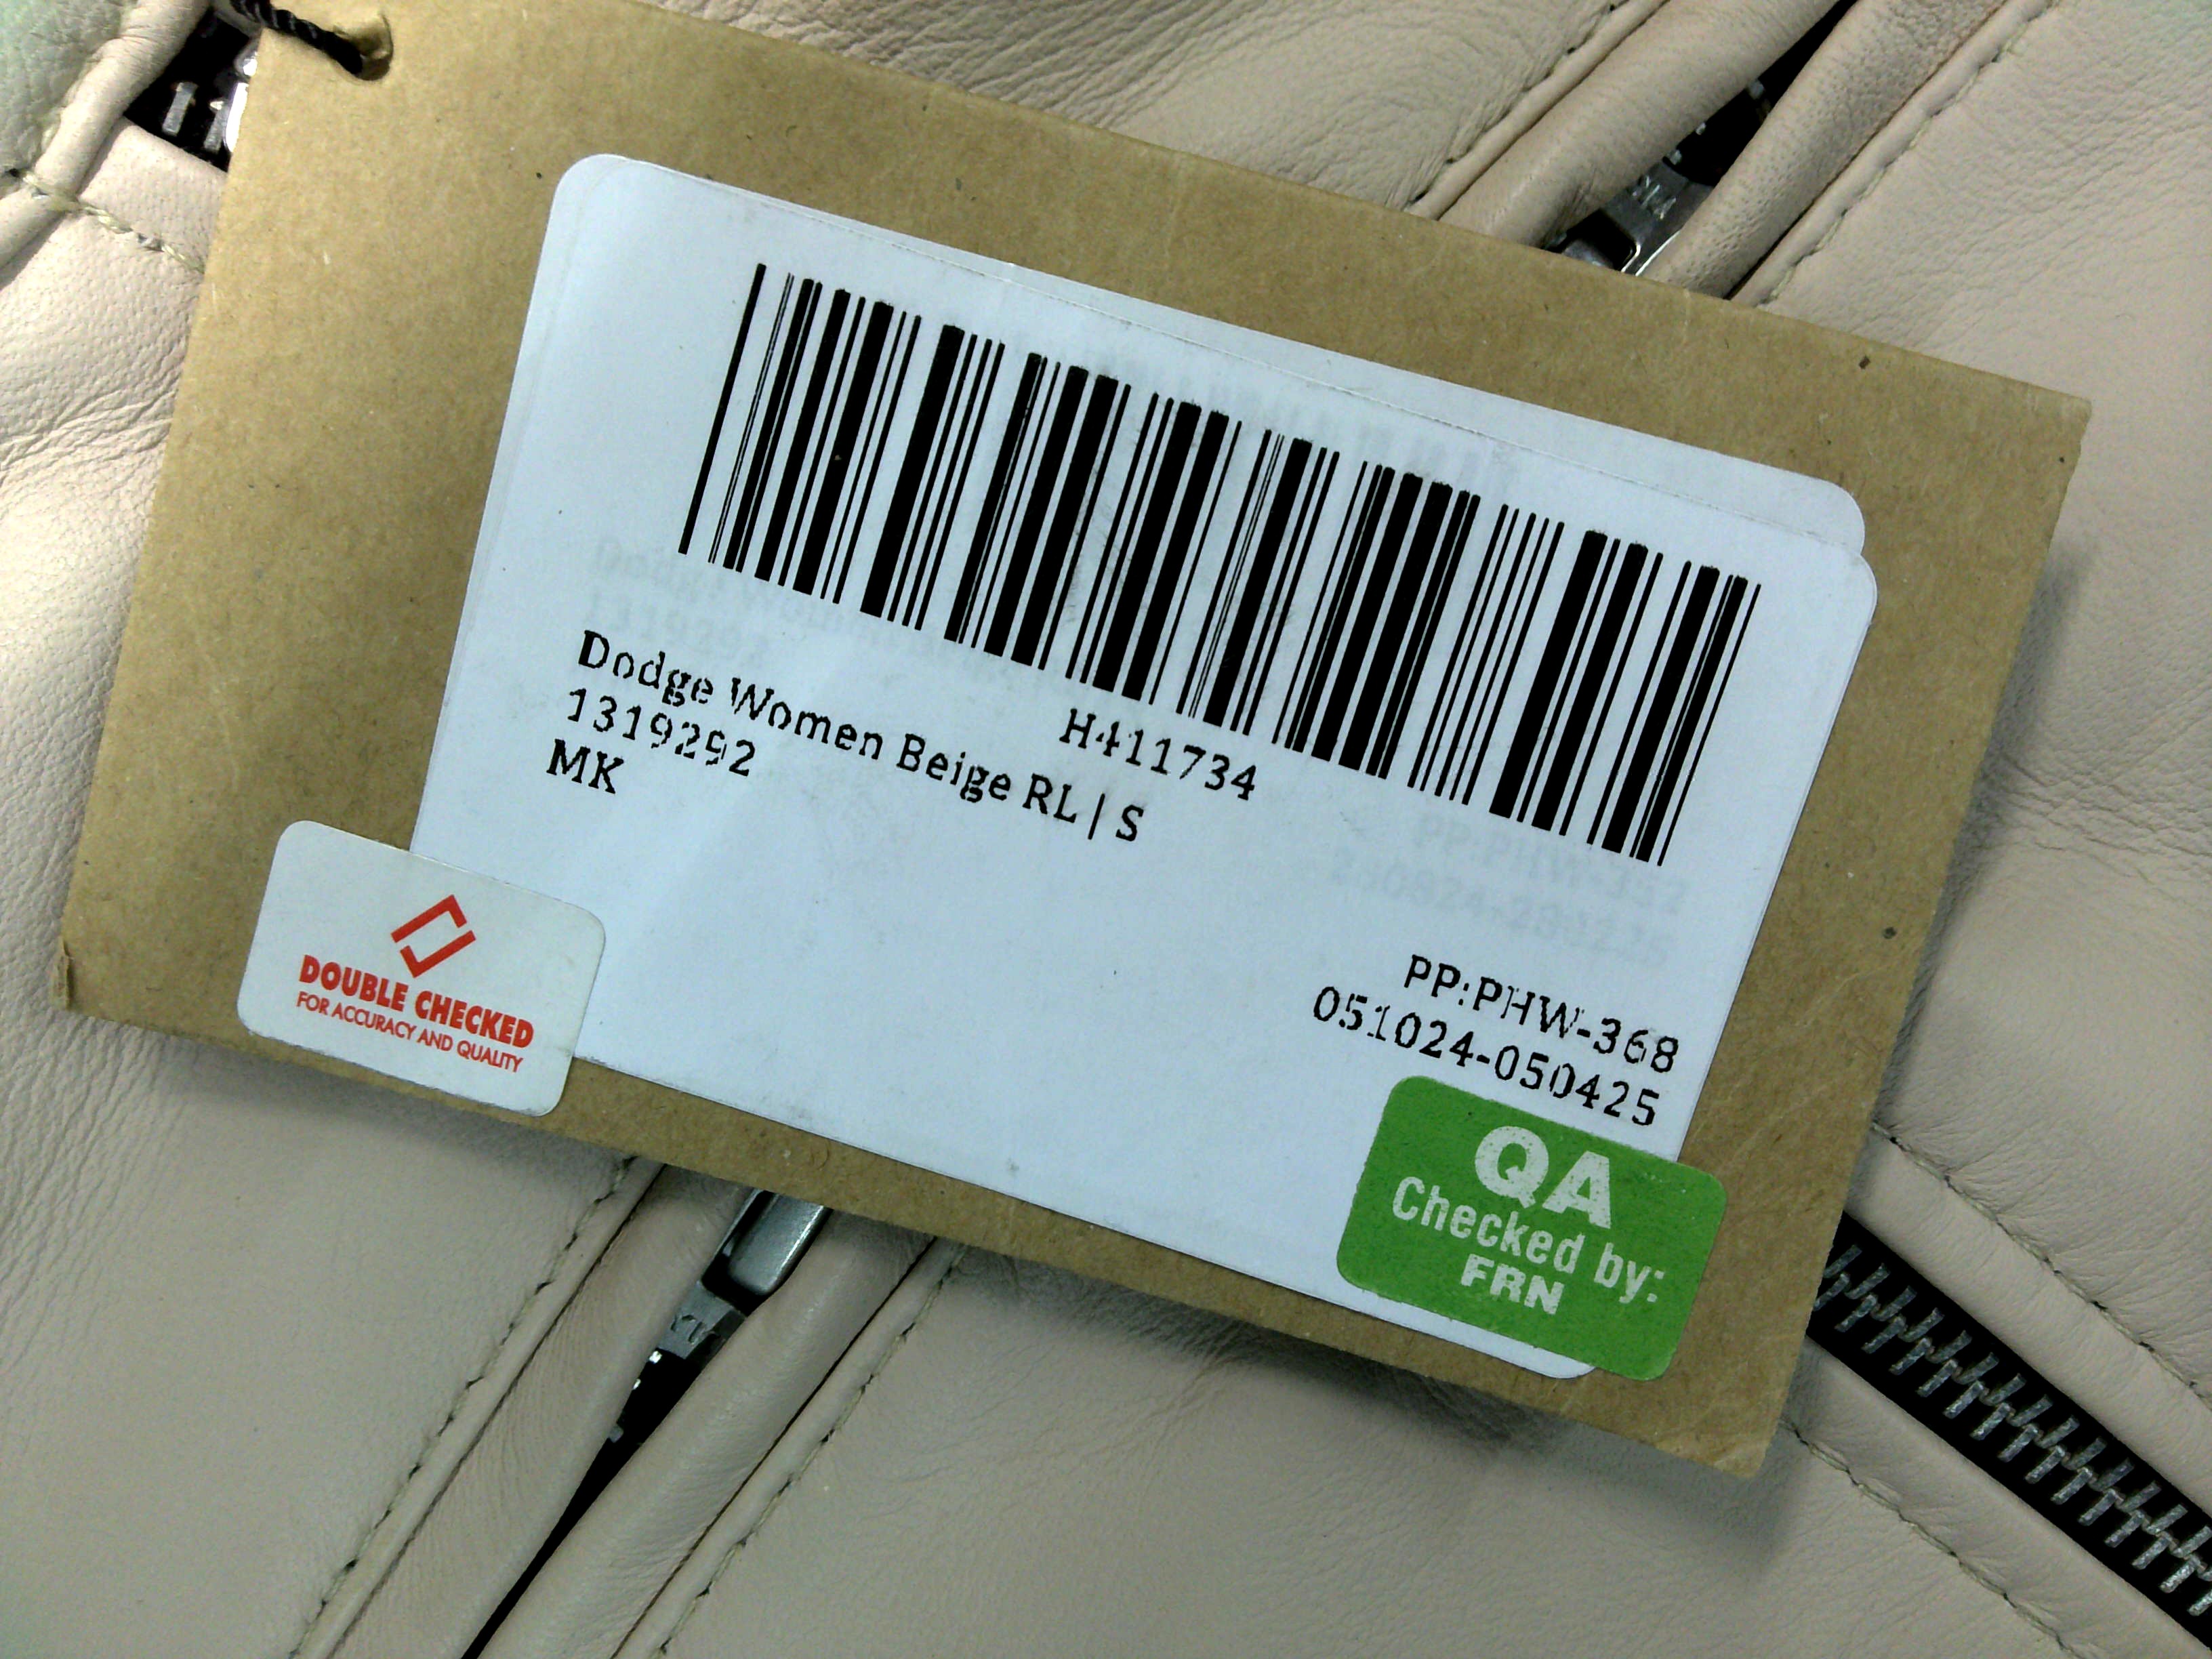 H411734
Dodge Women Beige RL | S
1319292
MK
PP:PHW-368
051024-050425
DOUBLE CHECKED
FOR ACCURACY AND QUALITY
QA
Checked by:
FRN